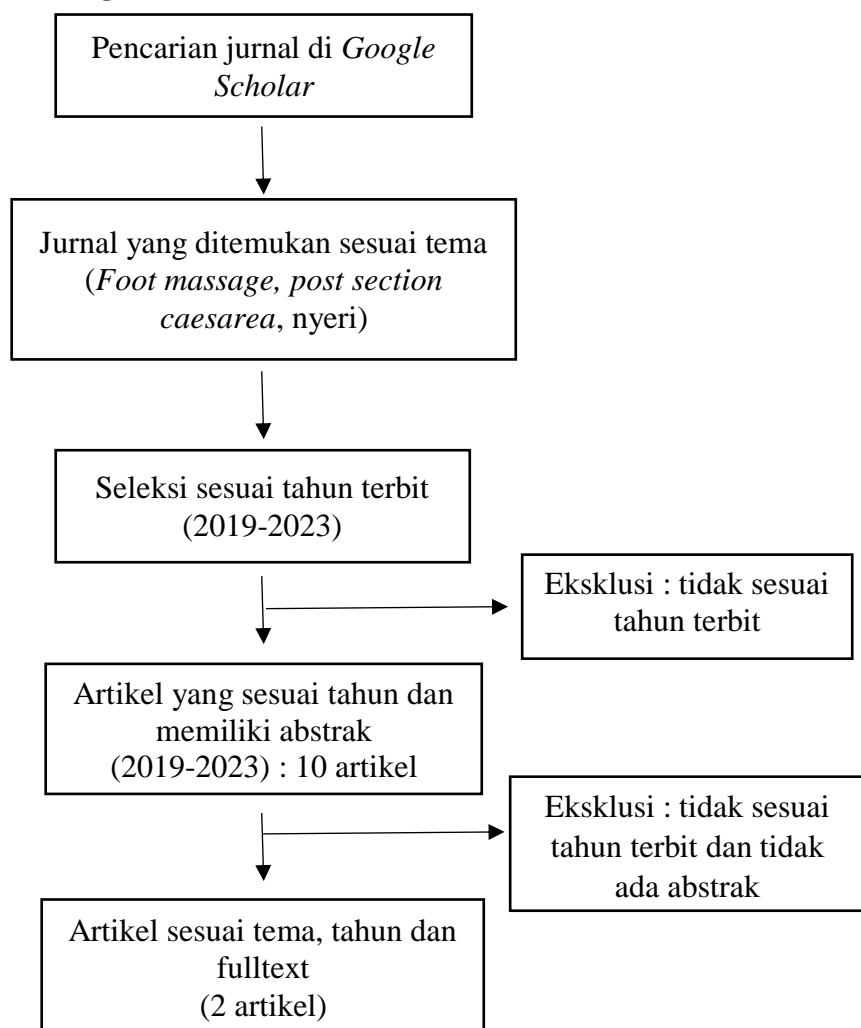 Pencarian jurnal di Google
Scholar
Jurnal yang ditemukan sesuai tema
(Foot massage, post section
caesarea, nyeri)
Seleksi sesuai tahun terbit
(2019-2023)
Eksklusi : tidak sesuai
tahun terbit
Artikel yang sesuai tahun dan
memiliki abstrak
(2019-2023) : 10 artikel
Eksklusi : tidak sesuai
tahun terbit dan tidak
ada abstrak
Artikel sesuai tema, tahun dan
fulltext
(2 artikel)